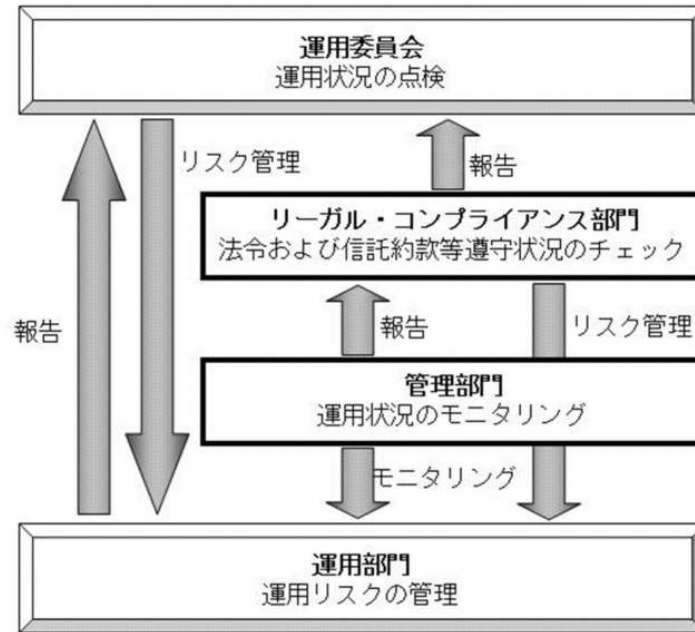 運用委員会
運用状況の点検
リスク管理
報告
リーガル・コンプライアンス部門
法令および信託約款等遵守状況のチェック
報告
報告
リスク管理
管理部門
運用状況のモニタリング
モニタリング
運用部門
運用リスクの管理